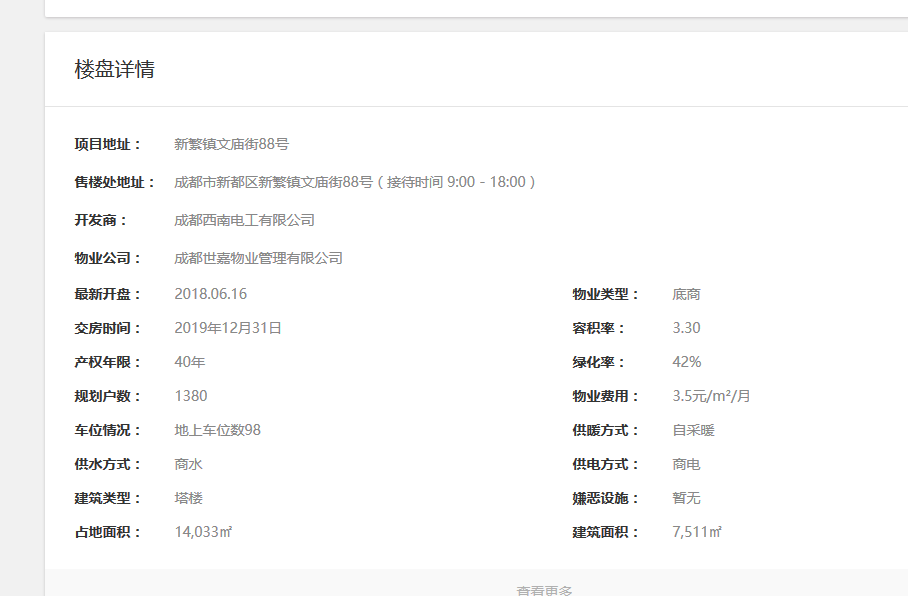 楼盘详情
项目地址： 新繁镇文庙街88号
售楼处地址： 成都市新都区新繁镇文庙街88号 ( 接待时间 9:00 - 18:00 )
开发商： 成都西南电工有限公司
物业公司： 成都世嘉物业管理有限公司
最新开盘： 2018.06.16 物业类型： 底商
交房时间： 2019年12月31日 容积率： 3.30
产权年限： 40年 绿化率： 42%
规划户数： 1380 物业费用： 3.5元/m²/月
车位情况： 地上车位数98 供暖方式： 自采暖
供水方式： 商水 供电方式： 商电
建筑类型： 塔楼 嫌恶设施： 暂无
占地面积： 14,033㎡ 建筑面积： 7,511㎡
查看更多